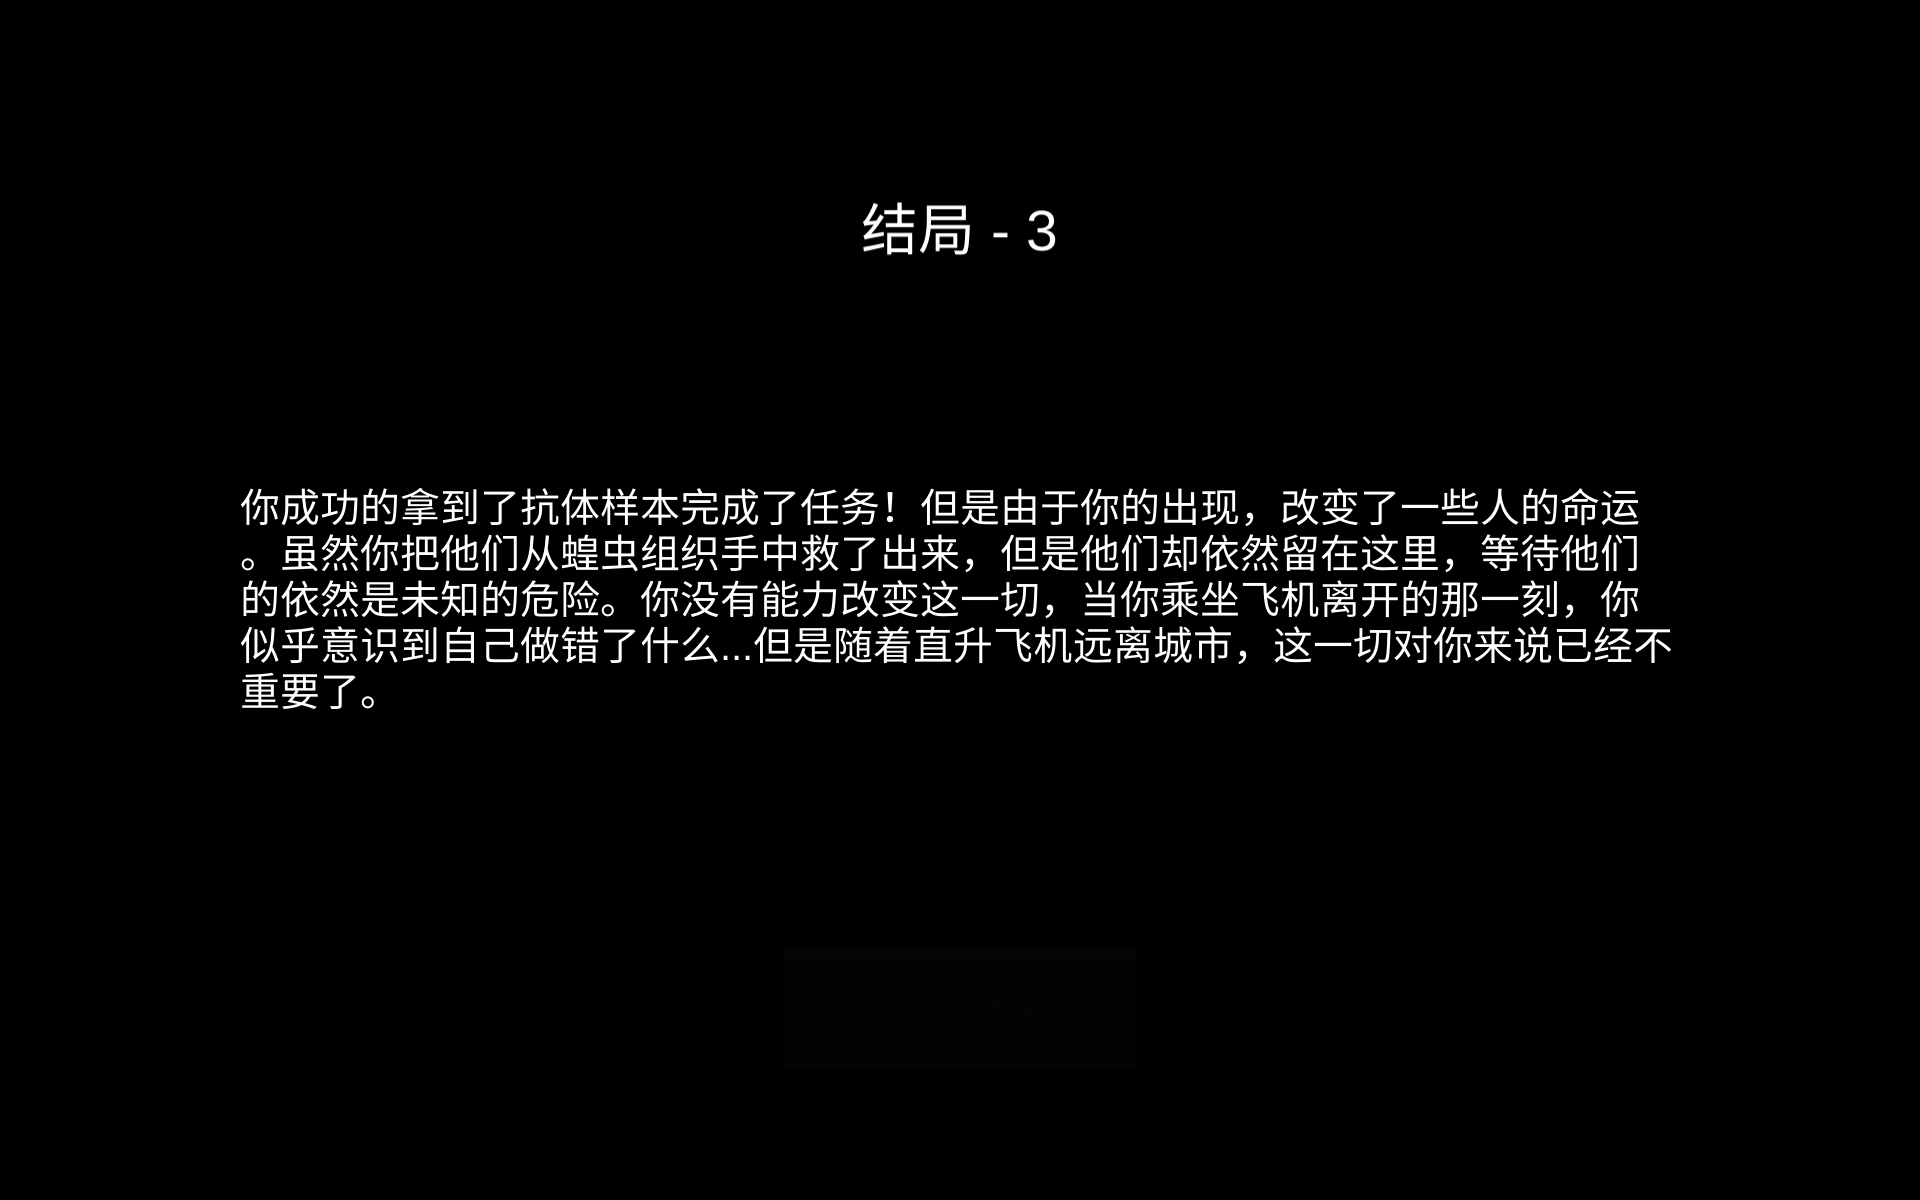 结局 - 3
你成功的拿到了抗体样本完成了任务！但是由于你的出现，改变了一些人的命运
。虽然你把他们从蝗虫组织手中救了出来，但是他们却依然留在这里，等待他们
的依然是未知的危险。你没有能力改变这一切，当你乘坐飞机离开的那一刻，你
似乎意识到自己做错了什么...但是随着直升飞机远离城市，这一切对你来说已经不
重要了。